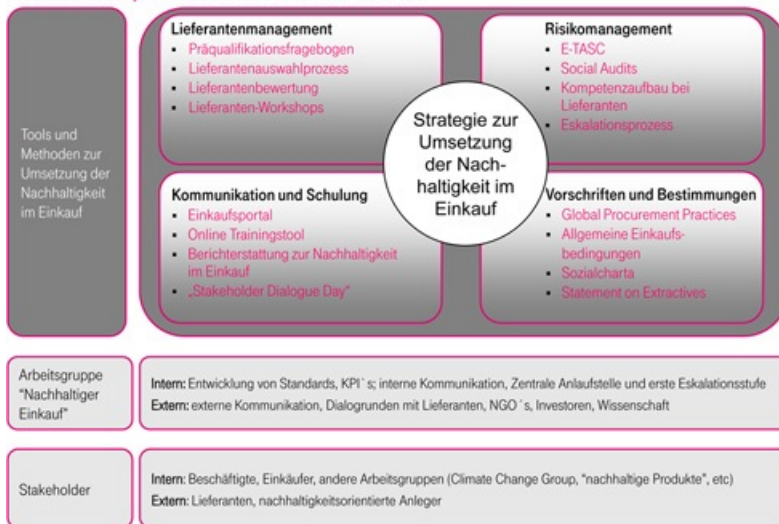 Tools und
Methoden zur
Umsetzung der
Nachhaltigkeit
im Einkauf
Lieferantenmanagement
▪ Präqualifikationsfragebogen
▪ Lieferantenauswahlprozess
▪ Lieferantenbewertung
▪ Lieferanten-Workshops
Risikomanagement
▪ E-TASC
▪ Social Audits
▪ Kompetenzaufbau bei
Lieferanten
▪ Eskalationsprozess
Strategie zur
Umsetzung
der Nach-
haltigkeit im
Einkauf
Kommunikation und Schulung
▪ Einkaufsportal
▪ Online Trainingstool
▪ Berichterstattung zur Nachhaltigkeit
im Einkauf
▪ „Stakeholder Dialogue Day"
Vorschriften und Bestimmungen
▪ Global Procurement Practices
▪ Allgemeine Einkaufs-
bedingungen
▪ Sozialcharta
▪ Statement on Extractives
Arbeitsgruppe
"Nachhaltiger
Einkauf"
Intern: Entwicklung von Standards, KPI`s; interne Kommunikation, Zentrale Anlaufstelle und erste Eskalationsstufe
Extern: externe Kommunikation, Dialogrunden mit Lieferanten, NGO´s, Investoren, Wissenschaft
Stakeholder
Intern: Beschäftigte, Einkäufer, andere Arbeitsgruppen (Climate Change Group, "nachhaltige Produkte", etc)
Extern: Lieferanten, nachhaltigkeitsorientierte Anleger